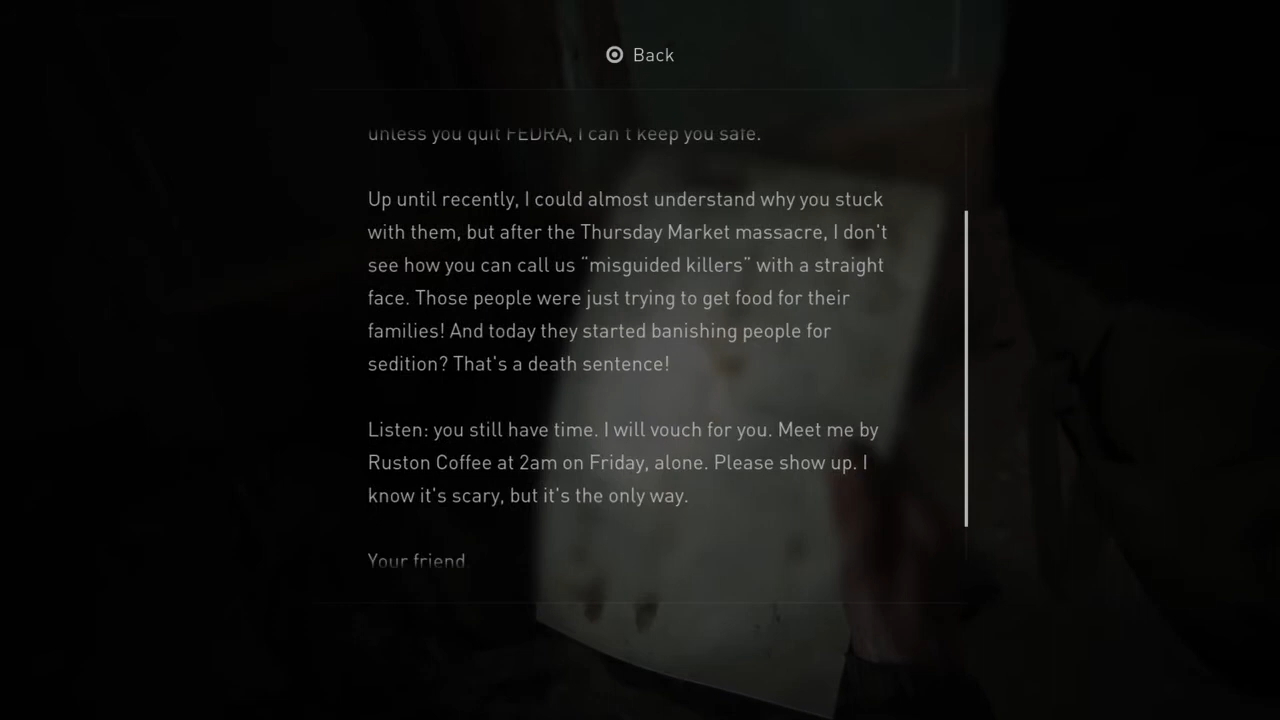 Back
unless you quit FEDRA, I can't keep you safe.
Up until recently, I could almost understand why you stuck
with them, but after the Thursday Market massacre, I don't
see how you can call us “misguided killers” with a straight
face. Those people were just trying to get food for their
families! And today they started banishing people for
sedition? That's a death sentence!
Listen: you still have time. I will vouch for you. Meet me by
Ruston Coffee at 2am on Friday, alone. Please show up. I
know it's scary, but it's the only way.
Your friend